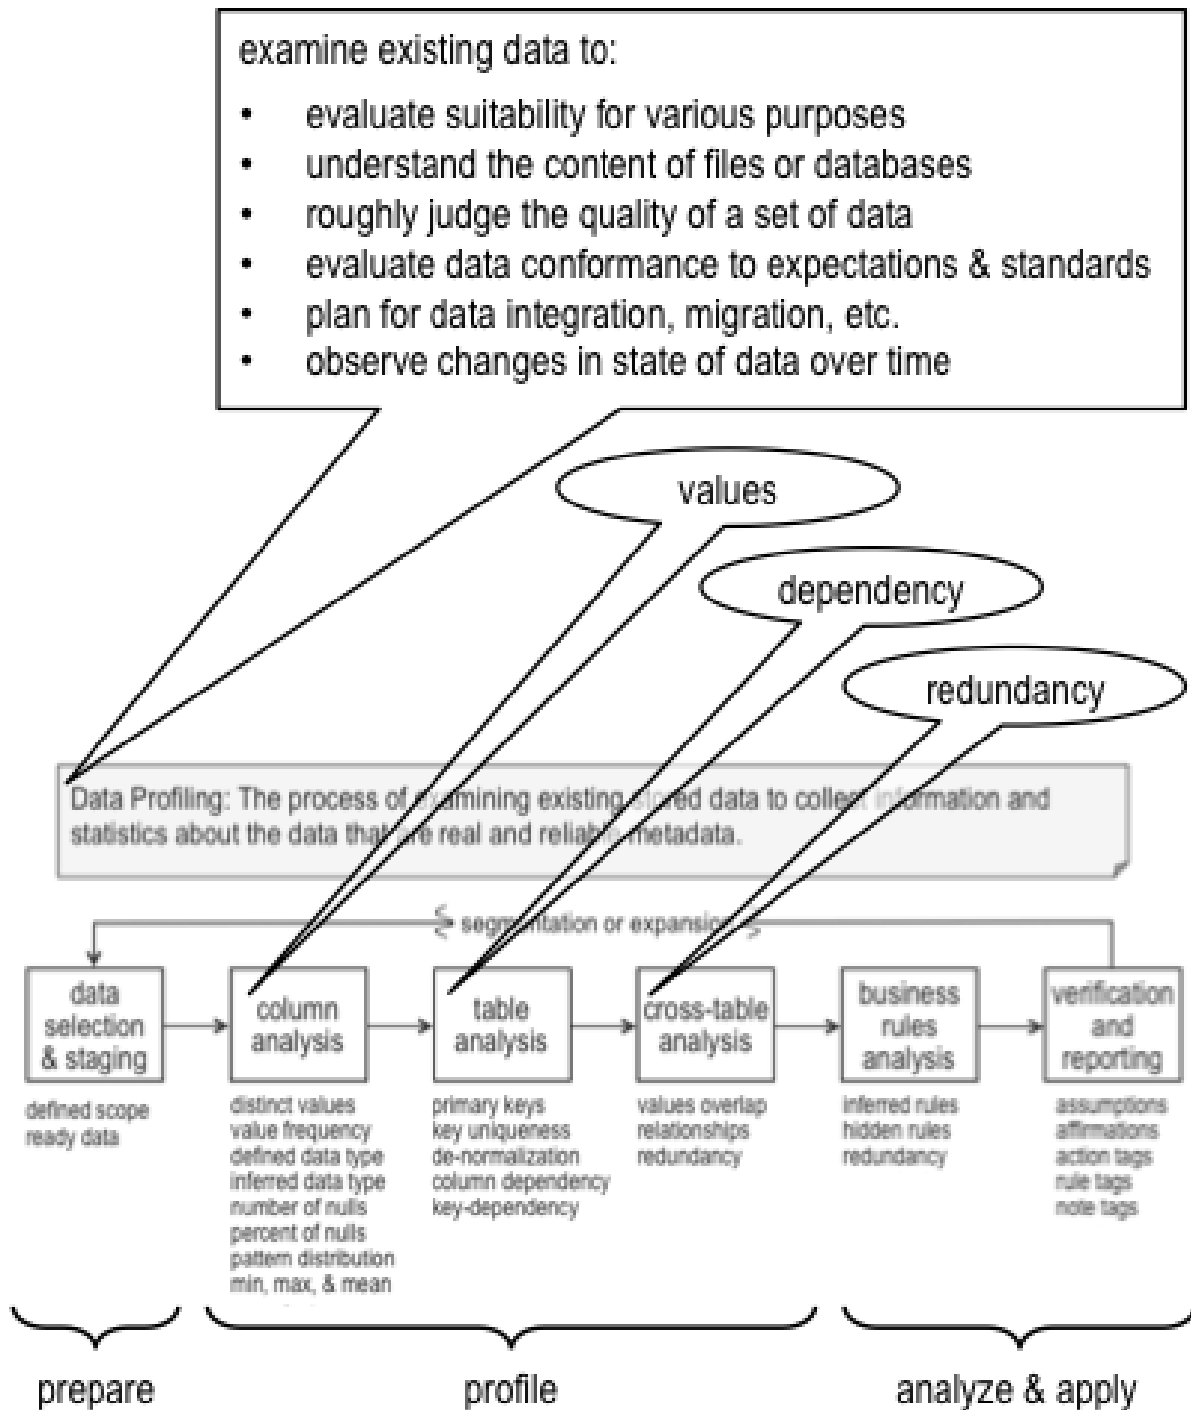 examine existing data to:
• evaluate suitability for various purposes
• understand the content of files or databases
• roughly judge the quality of a set of data
• evaluate data conformance to expectations & standards
• plan for data integration, migration, etc.
• observe changes in state of data over time
values
dependency
redundancy
Data Profiling: The process of examining existing stored data to collect information and
statistics about the data that are real and reliable metadata.
segmentation or expansion
data
selection
& staging
column
analysis
table
analysis
cross-table
analysis
business
rules
analysis
verification
and
reporting
defined scope
ready data
distinct values
value frequency
defined data type
inferred data type
number of nulls
percent of nulls
pattern distribution
min, max, & mean
primary keys
key uniqueness
de-normalization
column dependency
key-dependency
values overlap
relationships
redundancy
inferred rules
hidden rules
redundancy
assumptions
affirmations
action tags
rule tags
note tags
prepare
profile
analyze & apply